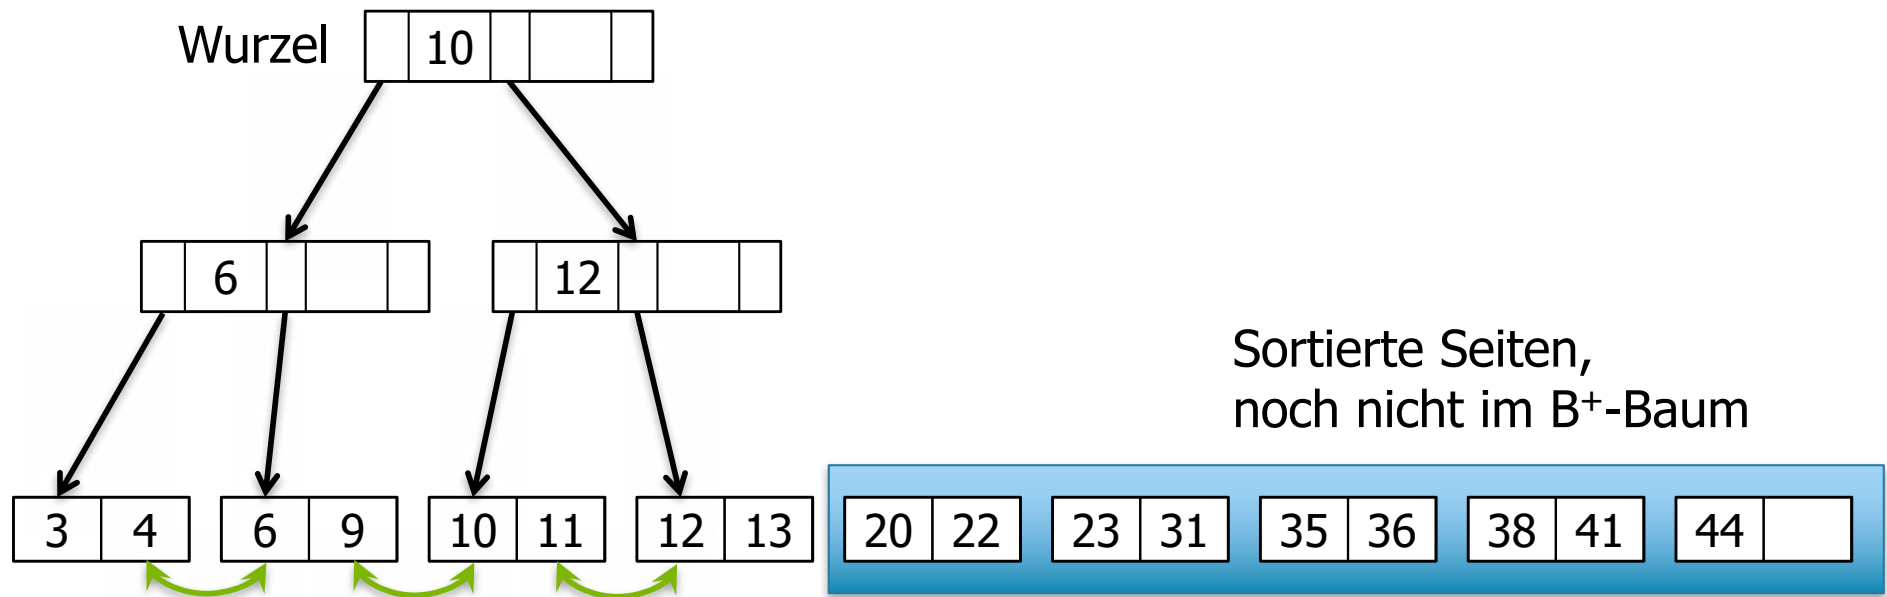 Wurzel 10
6 12
Sortierte Seiten,
noch nicht im B⁺-Baum
3 4 6 9 10 11 12 13 20 22 23 31 35 36 38 41 44